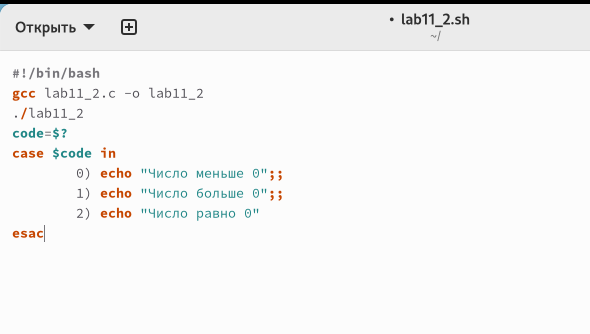 Открыть
• lab11_2.sh
~/
#!/bin/bash
gcc lab11_2.c -o lab11_2
./lab11_2
code=$?
case $code in
        0) echo "Число меньше 0";;
        1) echo "Число больше 0";;
        2) echo "Число равно 0"
esac